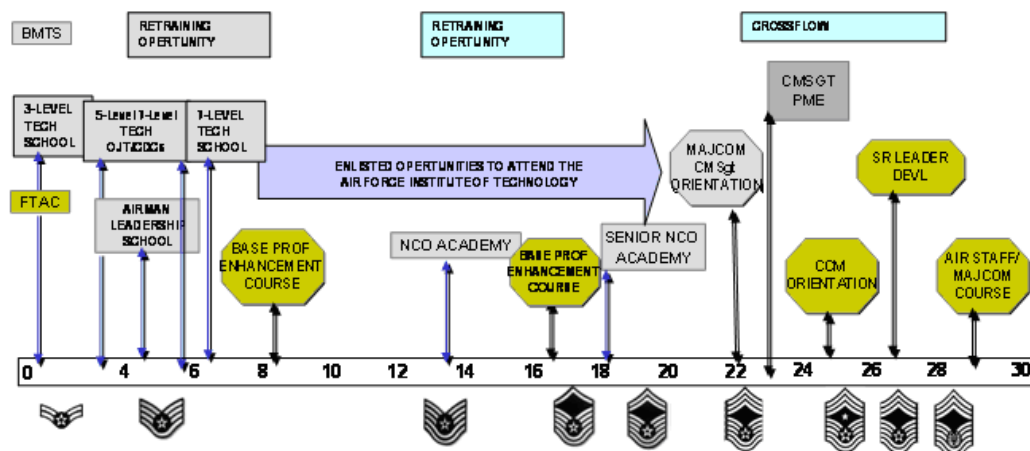 BMTS
RETRAINING
OPERTUNITY
RETRAINING
OPERTUNITY
CROSSFLOW
3-LEVEL
TECH
SCHOOL
5-Level 7-Level
TECH
OJT/CDCs
7-LEVEL
TECH
SCHOOL
CMSGT
PME
ENLISTED OPERTUNITIES TO ATTEND THE
AIR FORCE INSTITUTE OF TECHNOLOGY
MAJCOM
CMSgt
ORIENTATION
SR LEADER
DEVL
FTAC
AIRMAN
LEADERSHIP
SCHOOL
BASE PROF
ENHANCEMENT
COURSE
NCO ACADEMY
BASE PROF
ENHANCEMENT
COURSE
SENIOR NCO
ACADEMY
CCM
ORIENTATION
AIR STAFF/
MAJCOM
COURSE
0 4 6 8 10 12 14 16 18 20 22 24 26 28 30